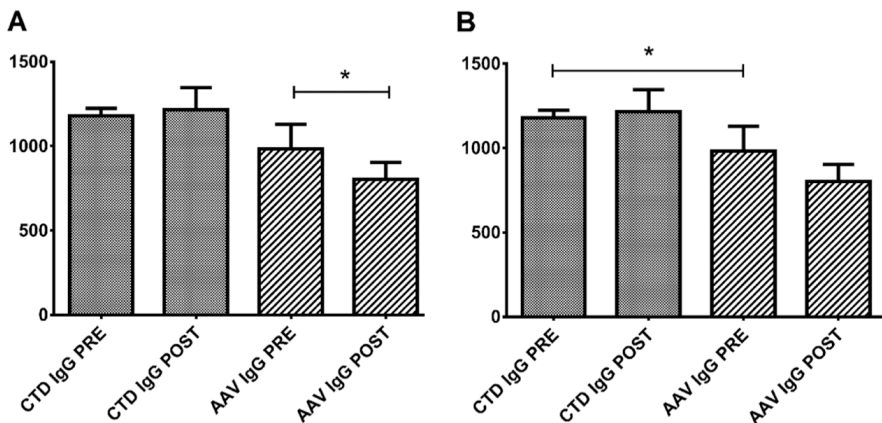 A
1500
1000
500
0
*
CTD IgG PRE
CTD IgG POST
AAV IgG PRE
AAV IgG POST
B
1500
1000
500
0
*
CTD IgG PRE
CTD IgG POST
AAV IgG PRE
AAV IgG POST